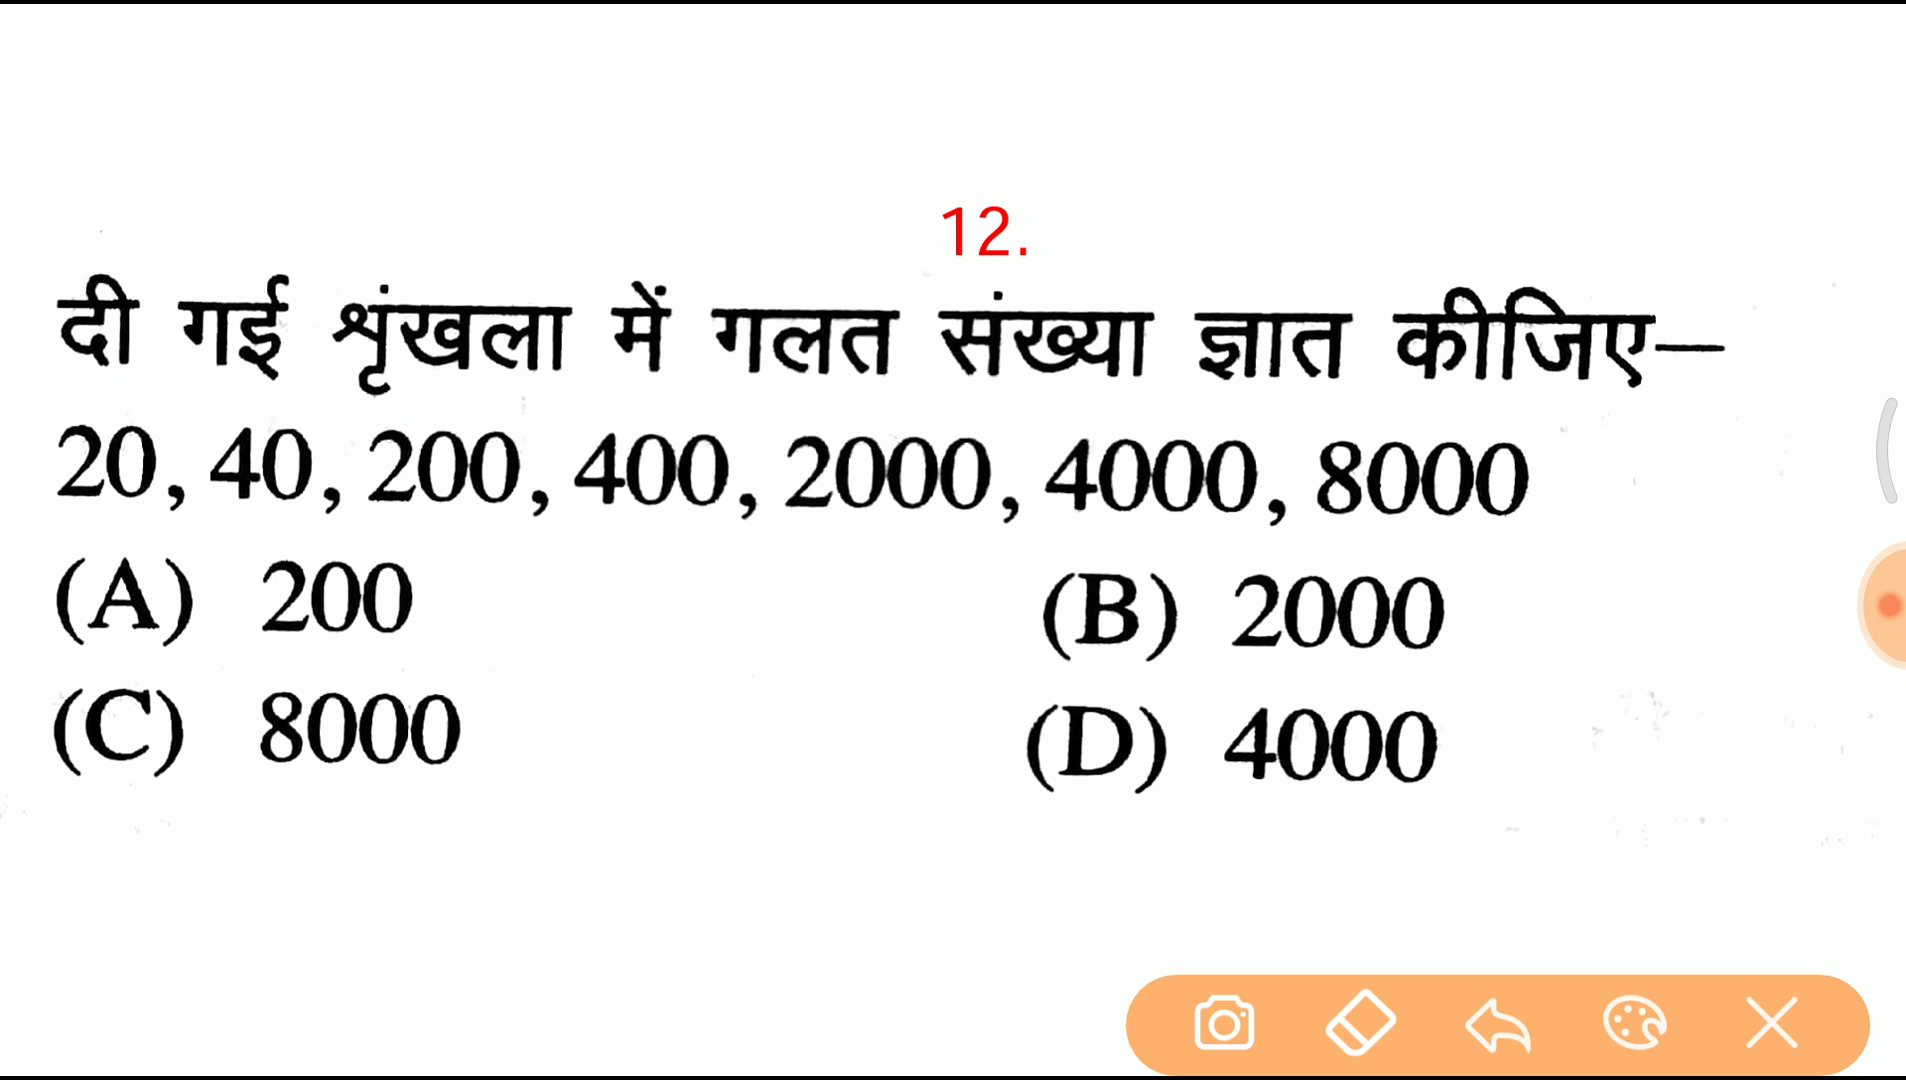 12.
दी गई शृंखला में गलत संख्या ज्ञात कीजिए—
20, 40, 200, 400, 2000, 4000, 8000
(A) 200 (B) 2000
(C) 8000 (D) 4000